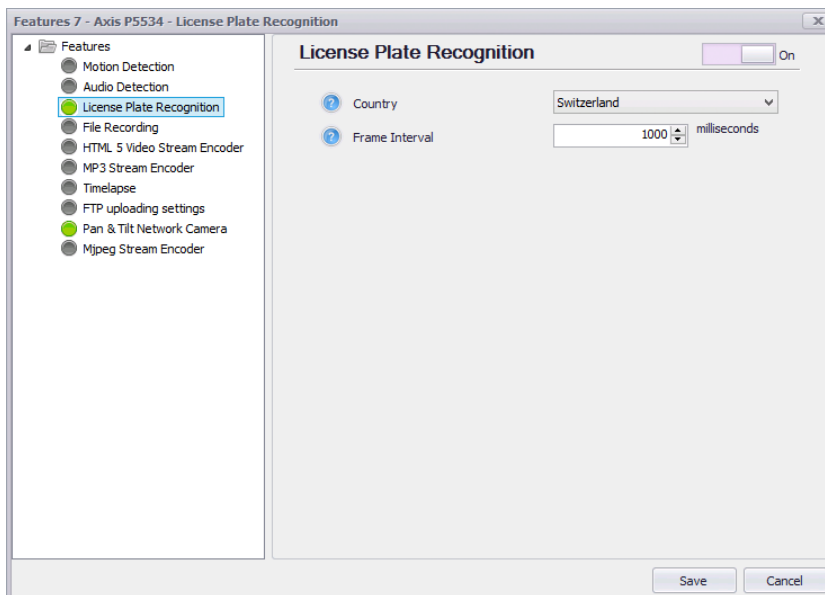 Features 7 - Axis P5534 - License Plate Recognition
Features
Motion Detection
Audio Detection
License Plate Recognition
File Recording
HTML 5 Video Stream Encoder
MP3 Stream Encoder
Timelapse
FTP uploading settings
Pan & Tilt Network Camera
Mjpeg Stream Encoder
License Plate Recognition
On
? Country Switzerland
? Frame Interval 1000 milliseconds
Save Cancel